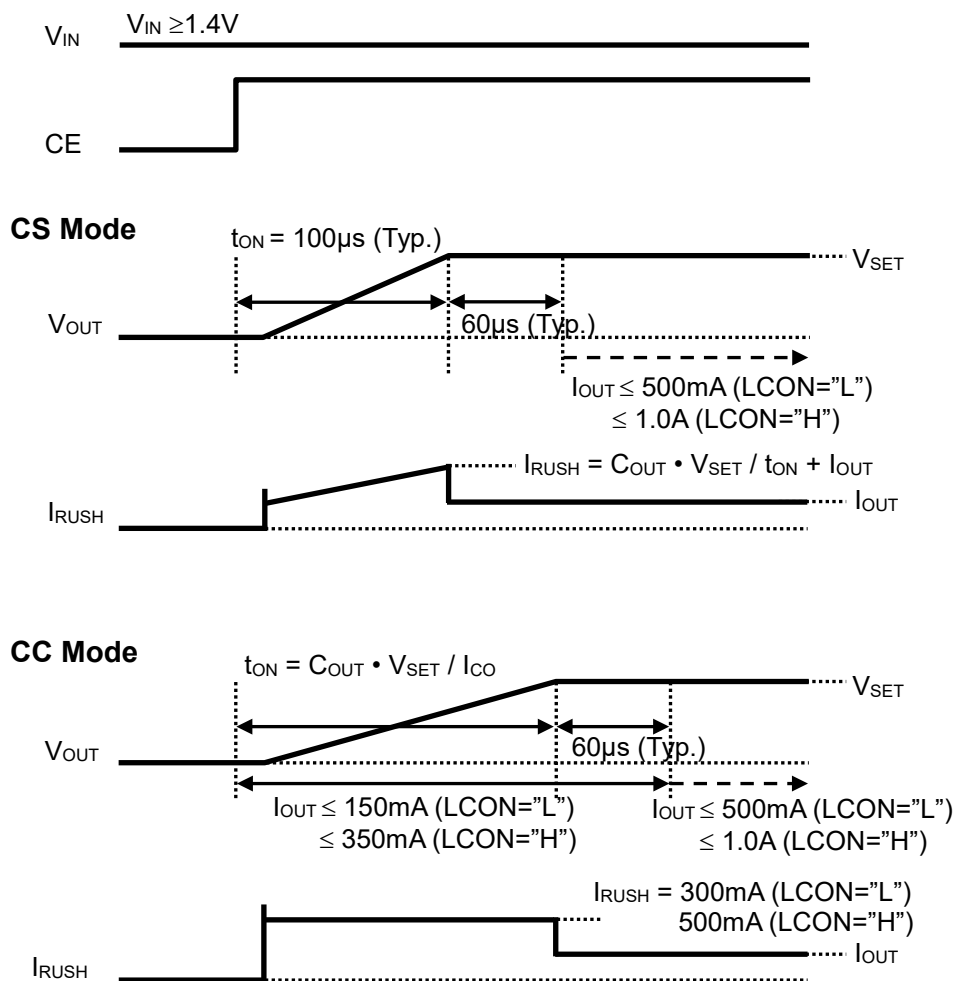 VIN
VIN ≥1.4V
CE
CS Mode
tON = 100µs (Typ.)
VSET
VOUT
60µs (Typ.)
IOUT ≤ 500mA (LCON=”L”)
≤ 1.0A (LCON=”H”)
IRUSH = COUT • VSET / tON + IOUT
IRUSH
IOUT
CC Mode
tON = COUT • VSET / ICO
VSET
VOUT
60µs (Typ.)
IOUT ≤ 150mA (LCON=”L”)
≤ 350mA (LCON=”H”)
IOUT ≤ 500mA (LCON=”L”)
≤ 1.0A (LCON=”H”)
IRUSH = 300mA (LCON=”L”)
500mA (LCON=”H”)
IRUSH
IOUT